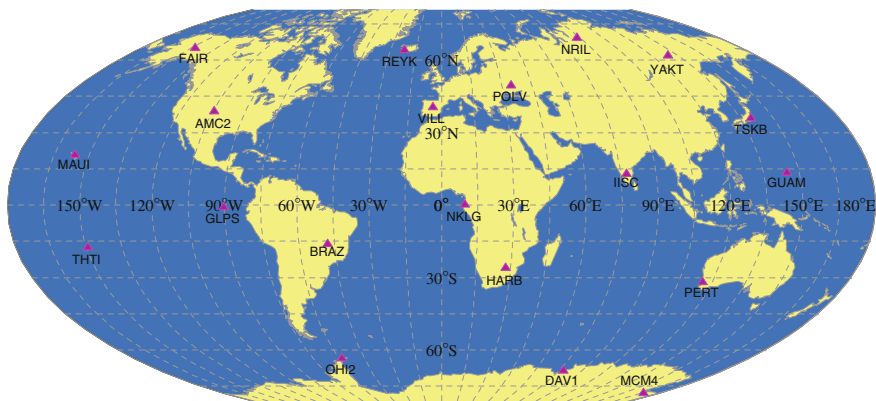 NRIL
FAIR
REYK
60°N
YAKT
POLV
AMC2
VILL
TSKB
30°N
MAUI
IISC
GUAM
150°W 120°W 90°W 60°W 30°W 0° 30°E 60°E 90°E 120°E 150°E 180°E
GLPS
NKLG
BRAZ
THTI
30°S
HARB
PERT
60°S
OHI2
DAV1
MCM4